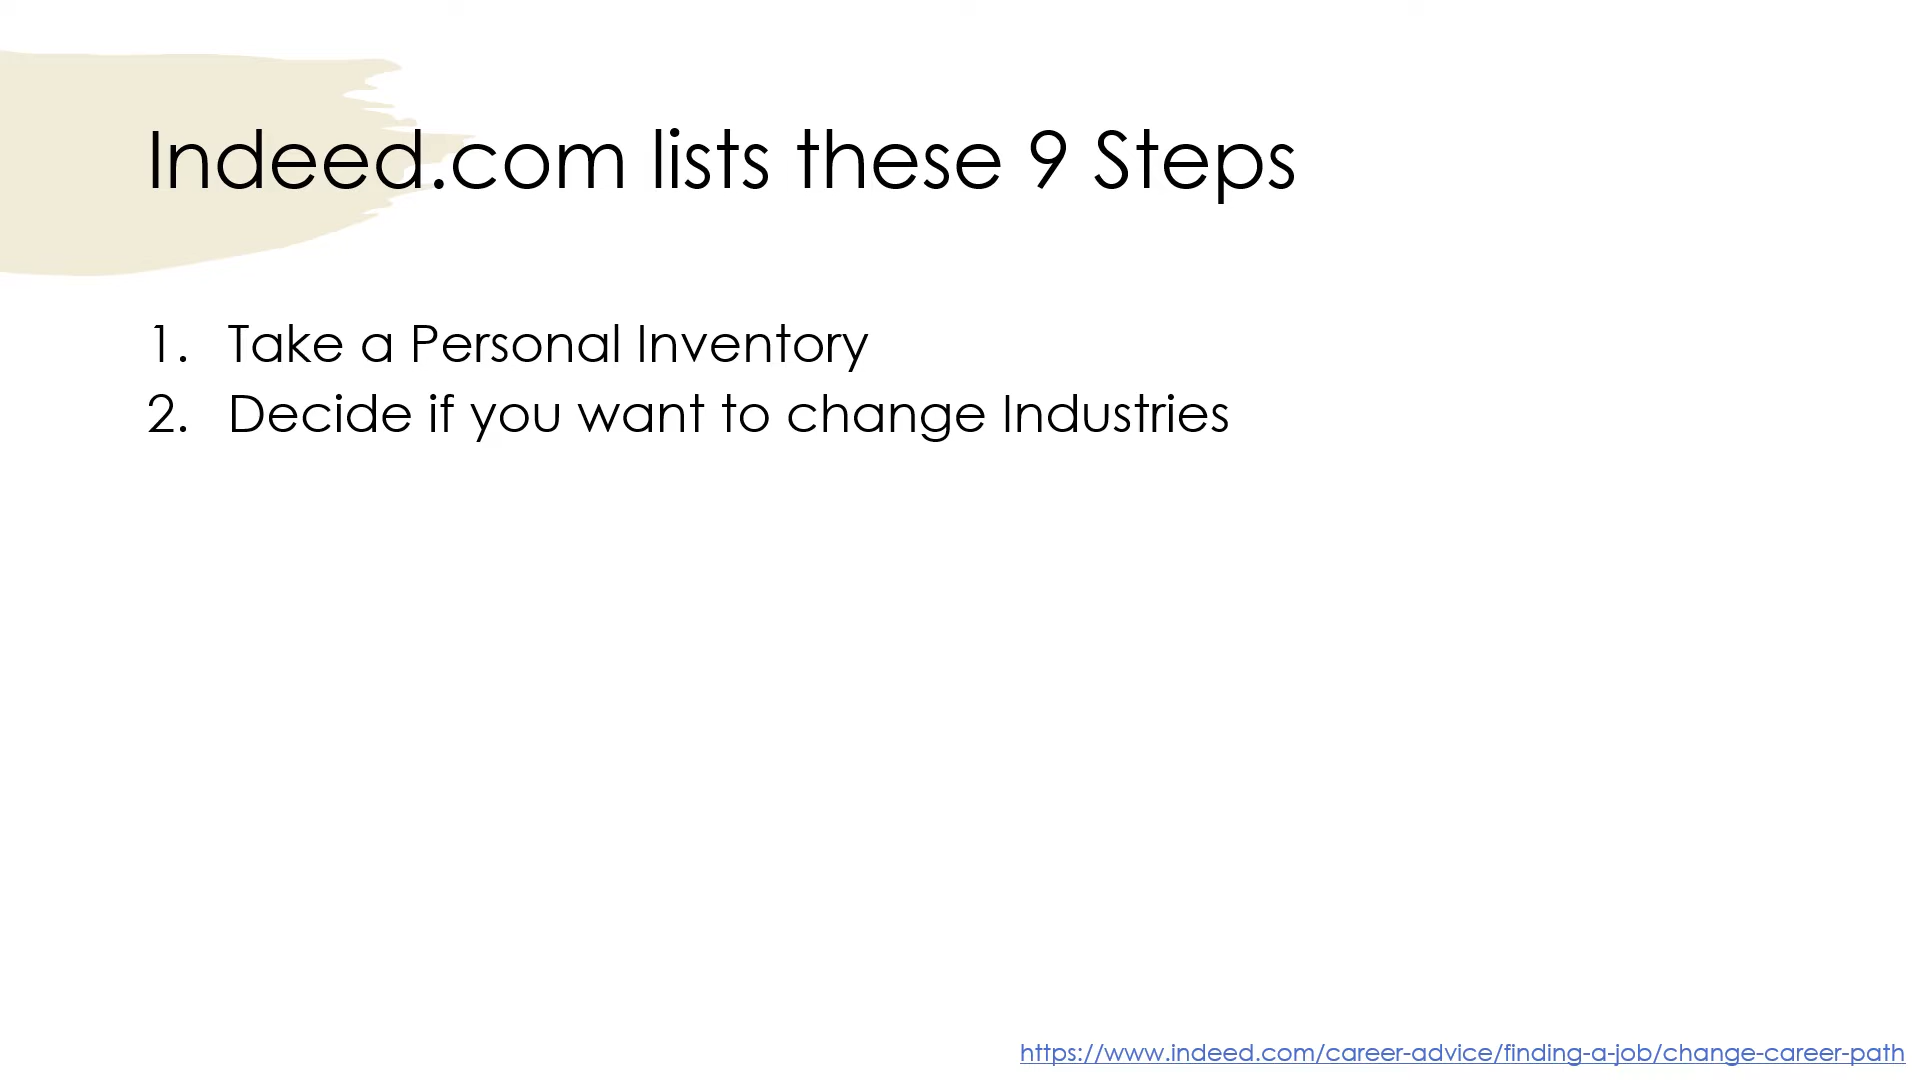 Indeed.com lists these 9 Steps
1. Take a Personal Inventory
2. Decide if you want to change Industries
https://www.indeed.com/career-advice/finding-a-job/change-career-path